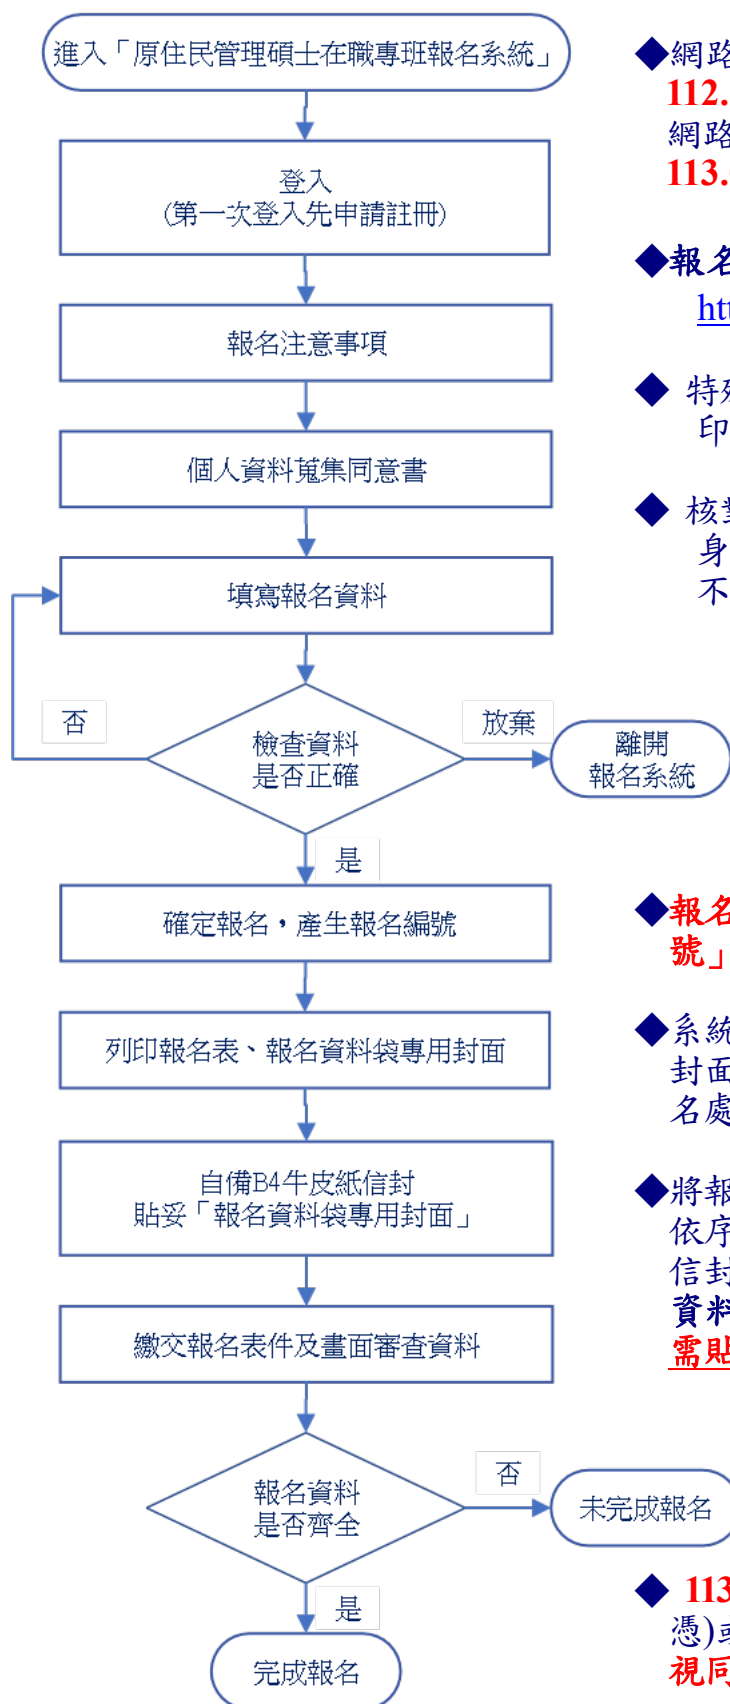 進入「原住民管理碩士在職專班報名系統」
登入
(第一次登入先申請註冊)
報名注意事項
個人資料蒐集同意書
填寫報名資料
檢查資料
是否正確
否
放棄
離開
報名系統
是
確定報名，產生報名編號
列印報名表、報名資料袋專用封面
自備B4牛皮紙信封
貼妥「報名資料袋專用封面」
繳交報名表件及書面審查資料
報名資料
是否齊全
否
未完成報名
是
完成報名
◆網路
112.
網路
113.
◆報名
htt
◆ 特殊
印
◆ 核對
身
不
◆報名
號」
◆系統
封面
名處
◆將報
依序
信封
資料
需貼
◆ 113
憑)或
視同